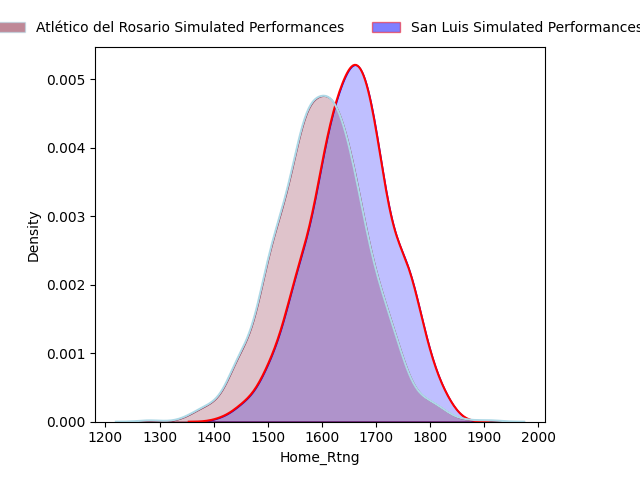 Atlético del Rosario Simulated Performances San Luis Simulated Performances
0.005
0.004
0.003
0.002
0.001
0.000
Density
1200 1300 1400 1500 1600 1700 1800 1900 2000
Home_Rtng